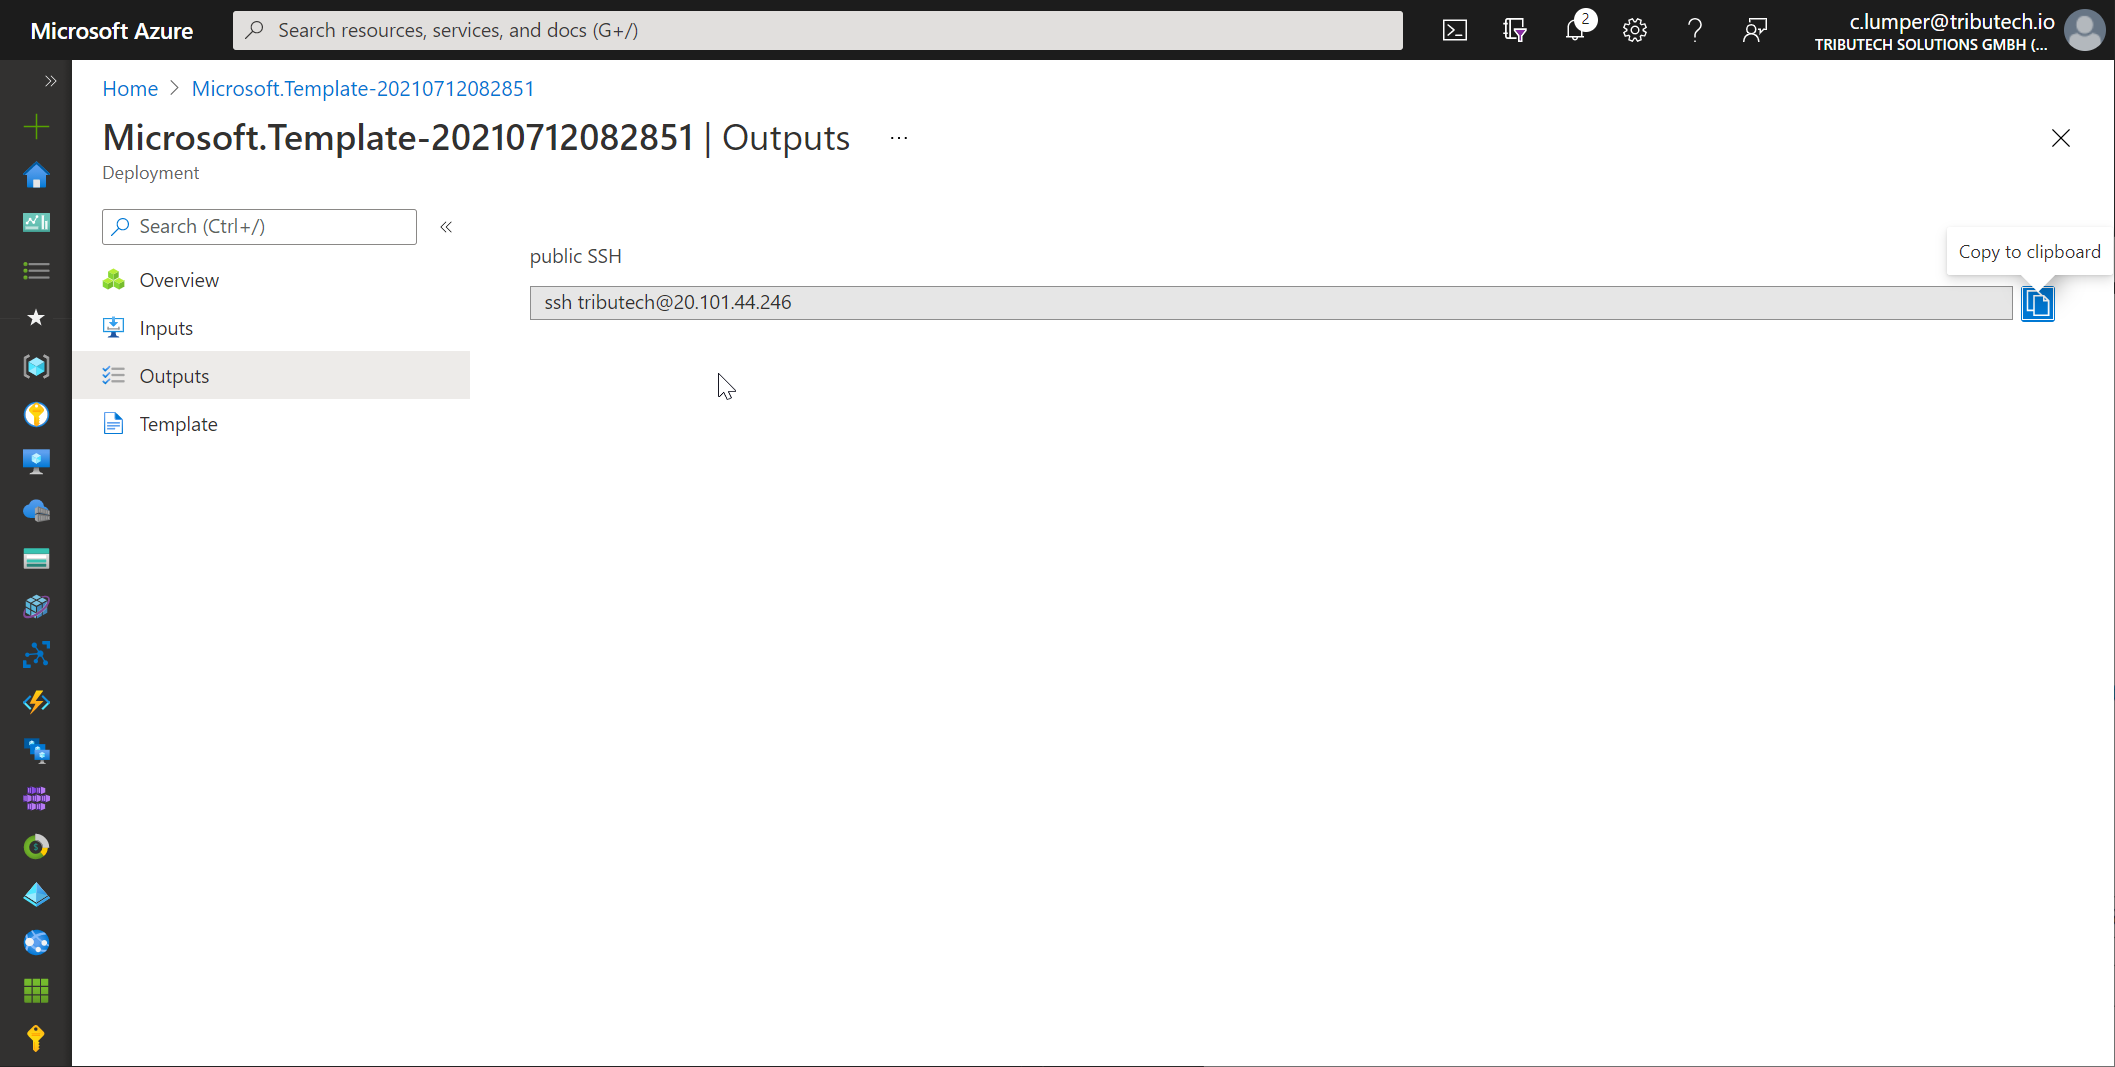 Microsoft Azure
Search resources, services, and docs (G+/)
2
c.lumper@tributech.io
TRIBUTECH SOLUTIONS GMBH (...
Home > Microsoft.Template-20210712082851
Microsoft.Template-20210712082851 | Outputs ...
Deployment
Search (Ctrl+/)
«
Overview
Inputs
Outputs
Template
public SSH
Copy to clipboard
ssh tributech@20.101.44.246